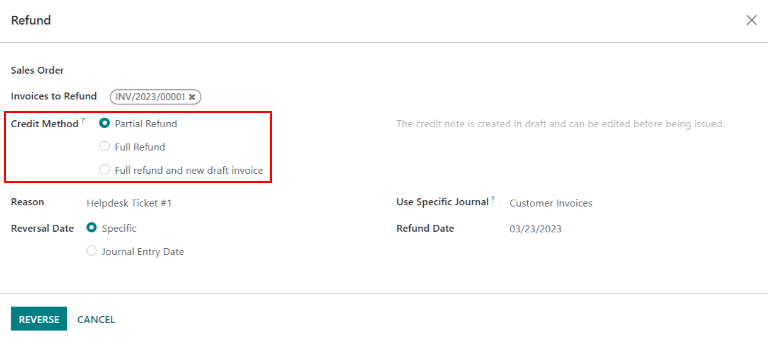 Refund
Sales Order
Invoices to Refund INV/2023/00001 ✖
Credit Method ? Partial Refund The credit note is created in draft and can be edited before being issued.
Full Refund
Full refund and new draft invoice
Reason Helpdesk Ticket #1 Use Specific Journal ? Customer Invoices
Reversal Date Specific Refund Date 03/23/2023
Journal Entry Date
REVERSE CANCEL